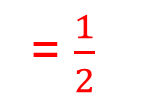 = 1/2